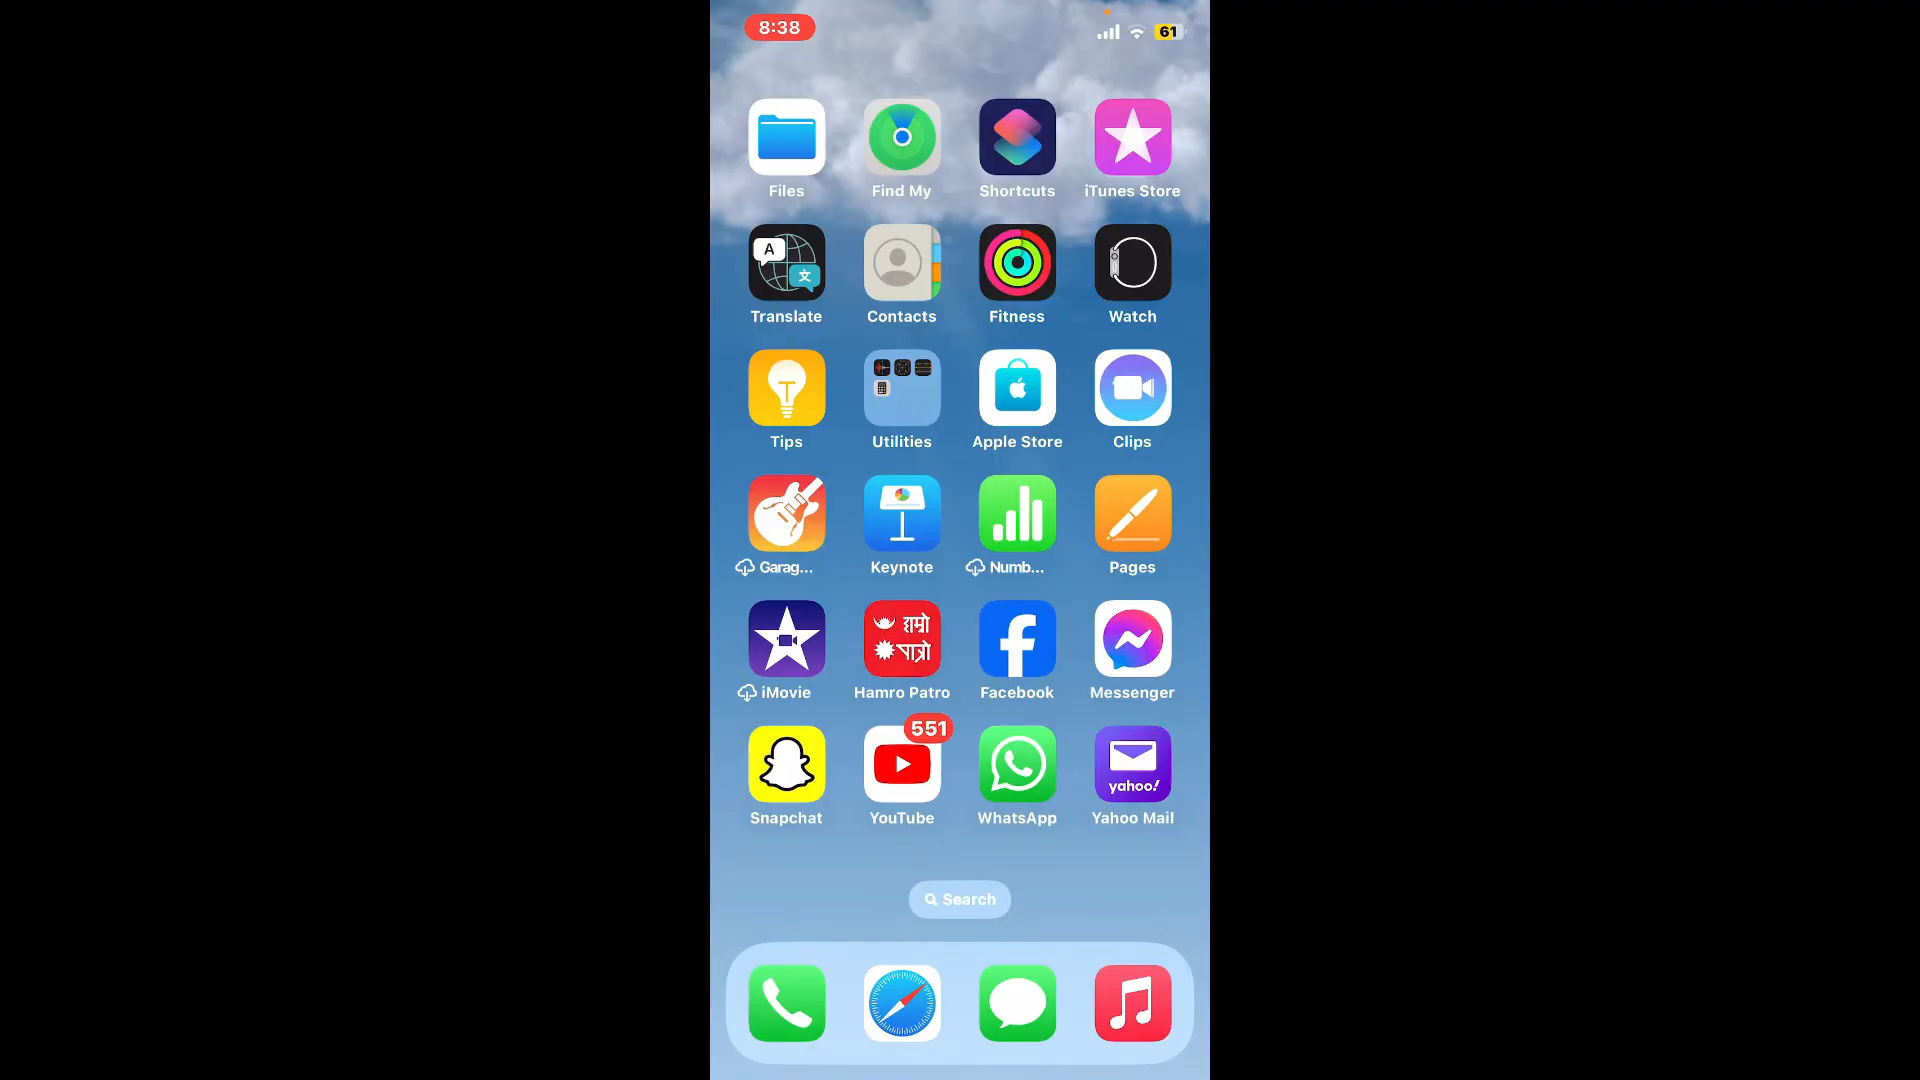 8:38
61
Files
Find My
Shortcuts
iTunes Store
A
文
Translate
Contacts
Fitness
Watch
Tips
Utilities
Apple Store
Clips
Garag...
Keynote
Numb...
Pages
हाम्रो
पात्रो
iMovie
Hamro Patro
Facebook
Messenger
551
yahoo!
Snapchat
YouTube
WhatsApp
Yahoo Mail
Search